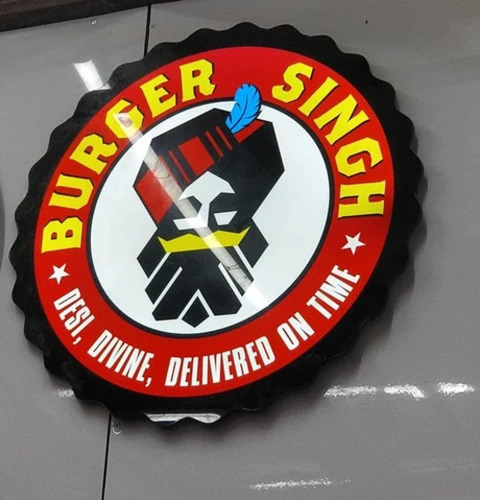 BURGER SINGH
DESI, DIVINE, DELIVERED ON TIME